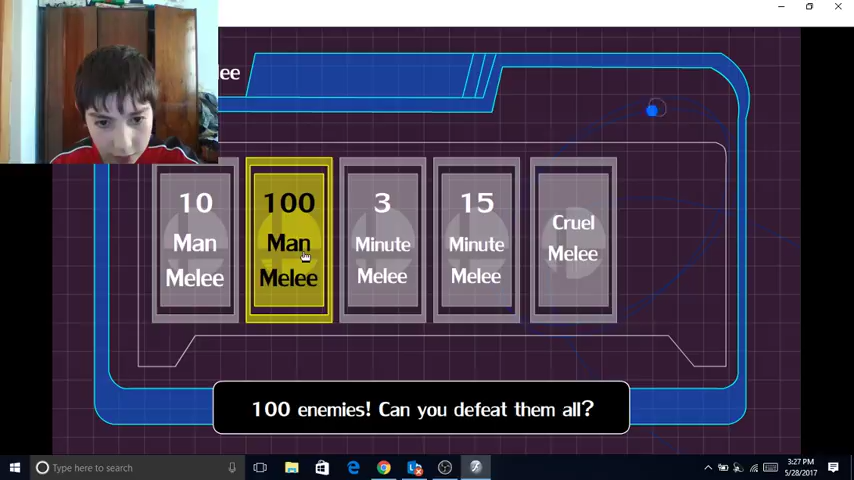 lee
10
Man
Melee
100
Man
Melee
3
Minute
Melee
15
Minute
Melee
Cruel
Melee
100 enemies! Can you defeat them all?
Type here to search
3:27 PM
5/28/2017